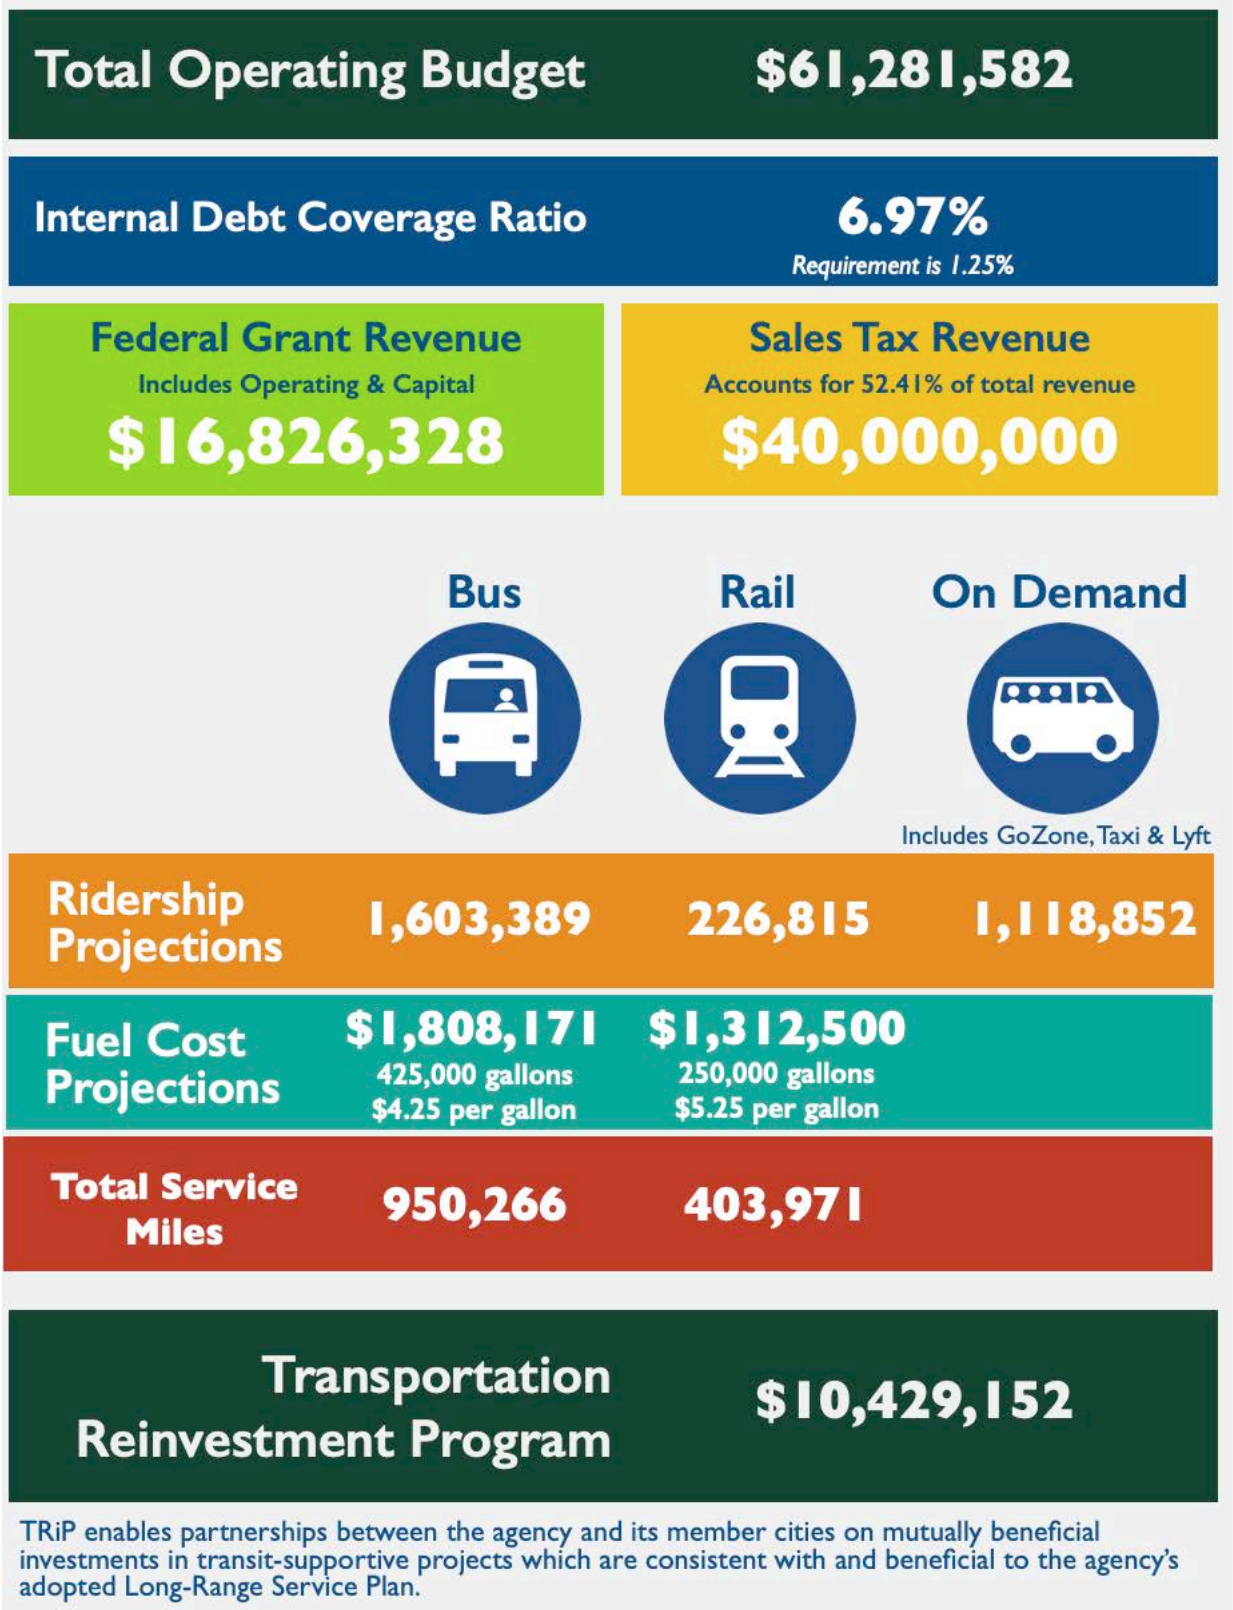 Total Operating Budget $61,281,582
Internal Debt Coverage Ratio 6.97%
Requirement is 1.25%
Federal Grant Revenue
Includes Operating & Capital
$16,826,328
Sales Tax Revenue
Accounts for 52.41% of total revenue
$40,000,000
Bus Rail On Demand
Includes GoZone, Taxi & Lyft
Ridership
Projections
1,603,389 226,815 1,118,852
Fuel Cost
Projections
$1,808,171
425,000 gallons
$4.25 per gallon
$1,312,500
250,000 gallons
$5.25 per gallon
Total Service
Miles
950,266 403,971
Transportation
Reinvestment Program
$10,429,152
TRiP enables partnerships between the agency and its member cities on mutually beneficial
investments in transit-supportive projects which are consistent with and beneficial to the agency's
adopted Long-Range Service Plan.